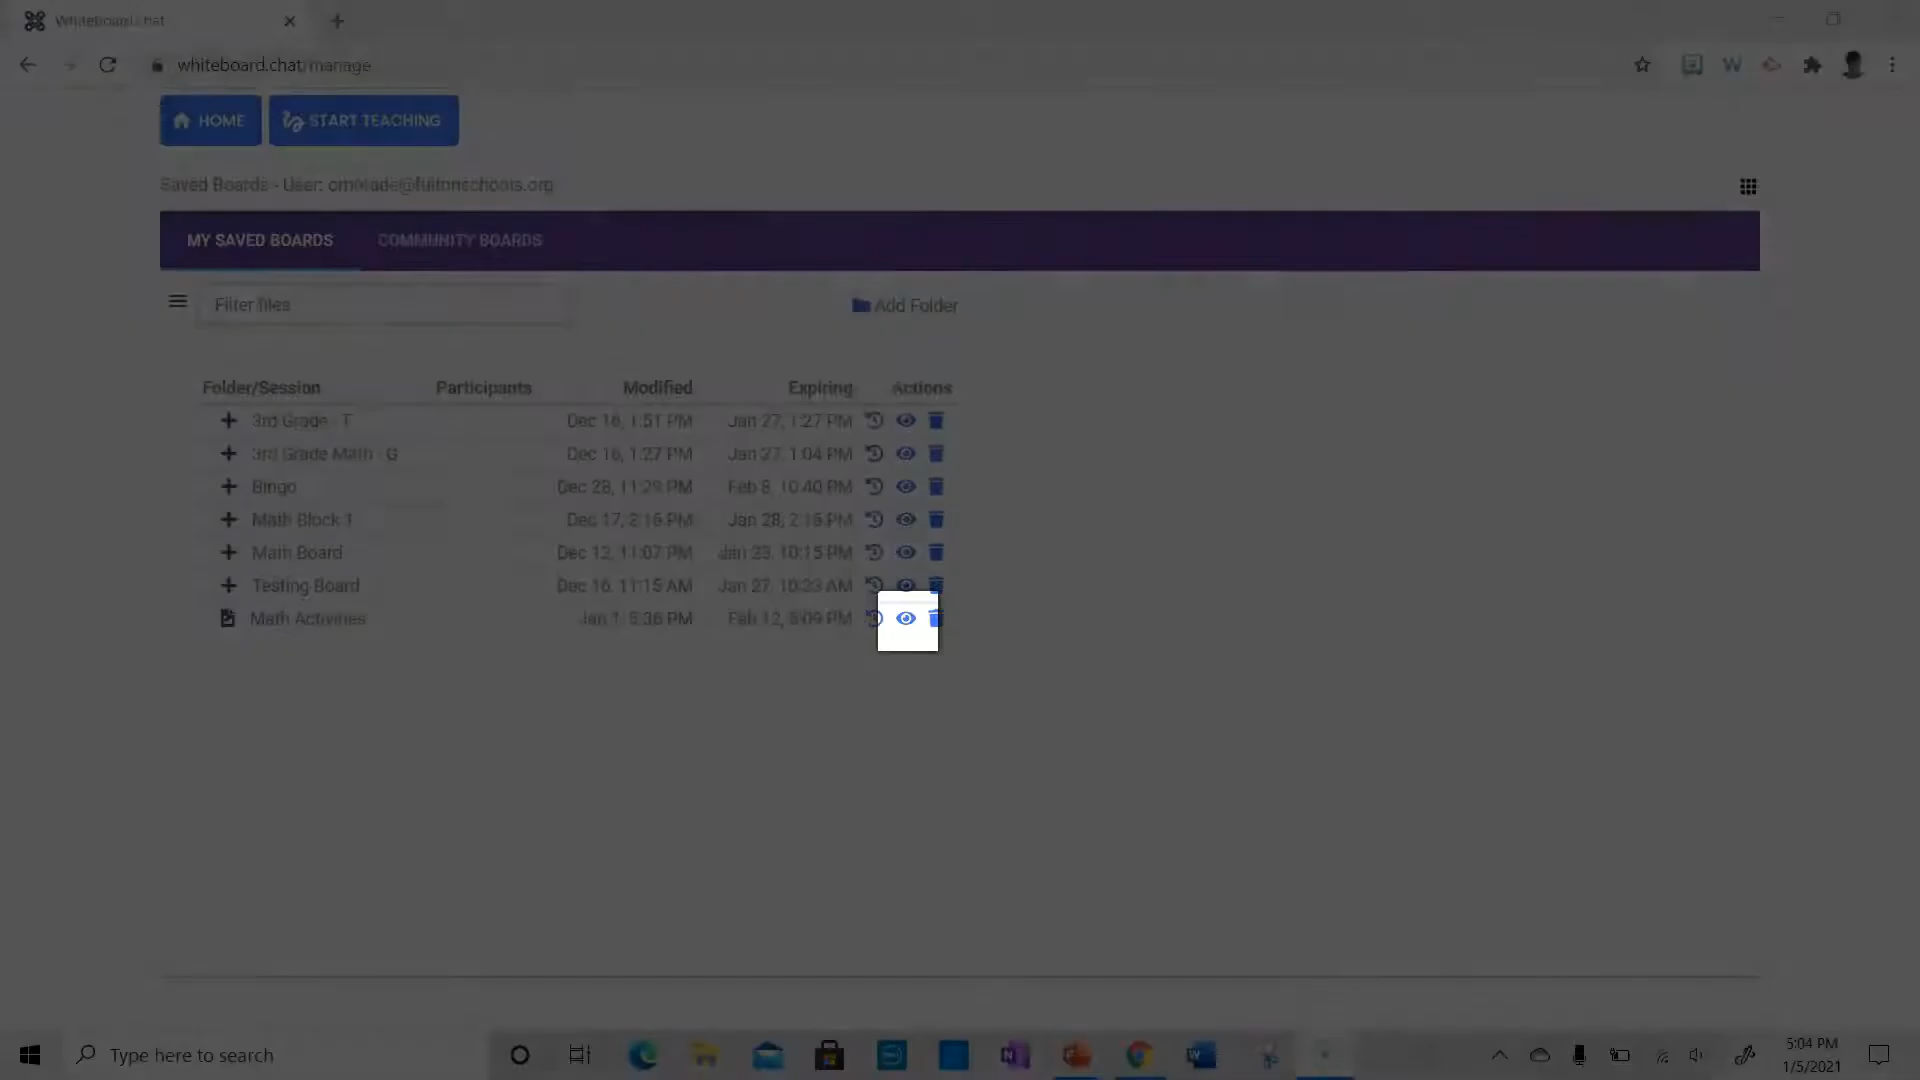 Whiteboard.chat
whiteboard.chat/manage
HOME
START TEACHING
Saved Boards - User: omolade@fultonschools.org
MY SAVED BOARDS
COMMUNITY BOARDS
Filter files
Add Folder
Folder/Session Participants Modified Expiring Actions
3rd Grade - T Dec 16, 1:51 PM Jan 27, 1:27 PM
3rd Grade Math - G Dec 16, 1:27 PM Jan 27, 1:04 PM
Bingo Dec 28, 11:29 PM Feb 8, 10:40 PM
Math Block 1 Dec 17, 2:16 PM Jan 28, 2:16 PM
Math Board Dec 12, 11:07 PM Jan 23, 10:15 PM
Testing Board Dec 16, 11:15 AM Jan 27, 10:33 AM
Math Activities Jan 1, 5:36 PM Feb 12, 5:09 PM
Type here to search
5:04 PM
1/5/2021